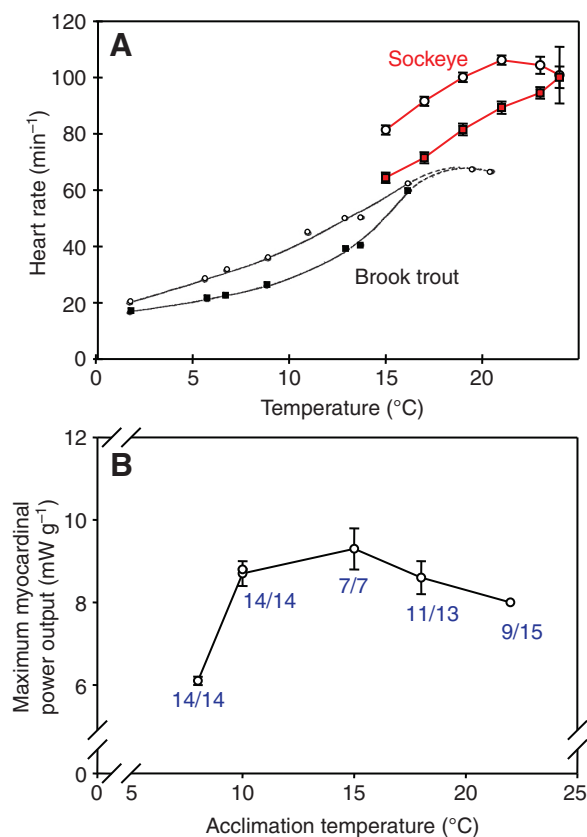 A
Sockeye
Brook trout
Heart rate (min⁻¹)
120
100
80
60
40
20
0
0 5 10 15 20
Temperature (°C)
B
Maximum myocardinal
power output (mW g⁻¹)
12
10
8
6
0
14/14
14/14
7/7
11/13
9/15
0 5 10 15 20 25
Acclimation temperature (°C)